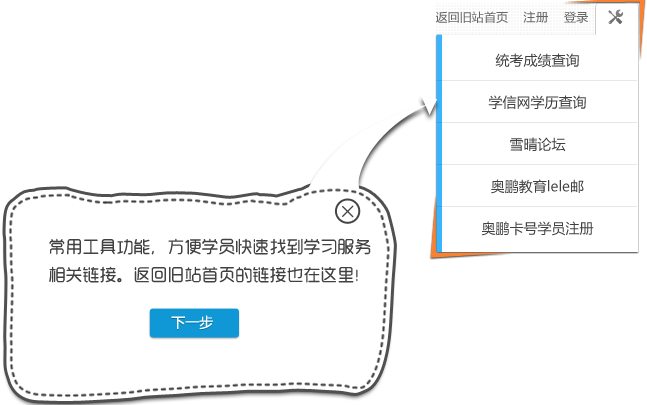 返回旧站首页 注册 登录
统考成绩查询
学信网学历查询
雪晴论坛
奥鹏教育lele邮
奥鹏卡号学员注册
常用工具功能，方便学员快速找到学习服务
相关链接。返回旧站首页的链接也在这里!
下一步